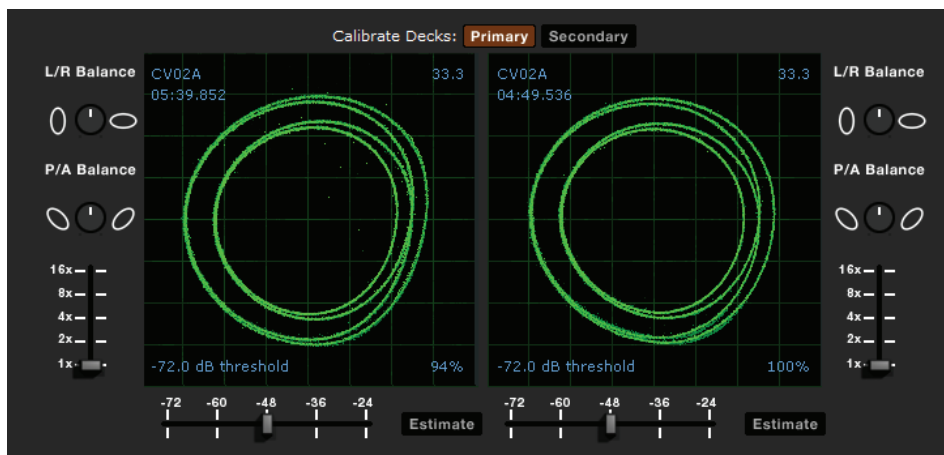 Calibrate Decks: Primary Secondary
L/R Balance
P/A Balance
16x
8x
4x
2x
1x
CV02A 33.3
05:39.852
-72.0 dB threshold 94%
-72 -60 -48 -36 -24
Estimate
CV02A 33.3
04:49.536
-72.0 dB threshold 100%
-72 -60 -48 -36 -24
Estimate
L/R Balance
P/A Balance
16x
8x
4x
2x
1x